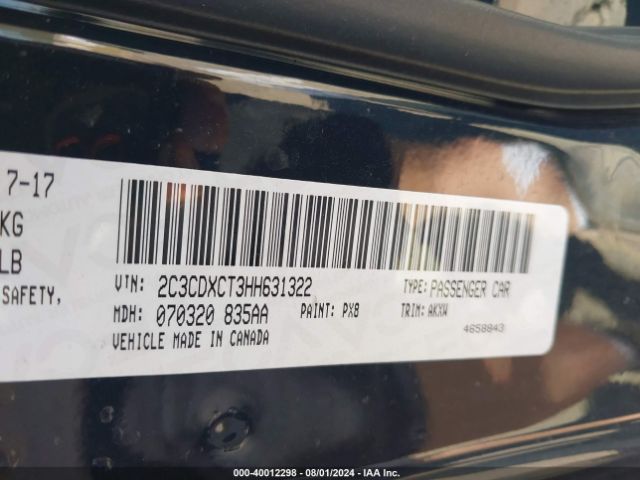 7-17
KG
LB
SAFETY,
VIN: 2C3CDXCT3HH631322 TYPE: PASSENGER CAR
MDH: 070320 835AA PAINT: PX8 TRIM: AKXW
VEHICLE MADE IN CANADA 4658843
000-40012298 - 08/01/2024 - IAA Inc.